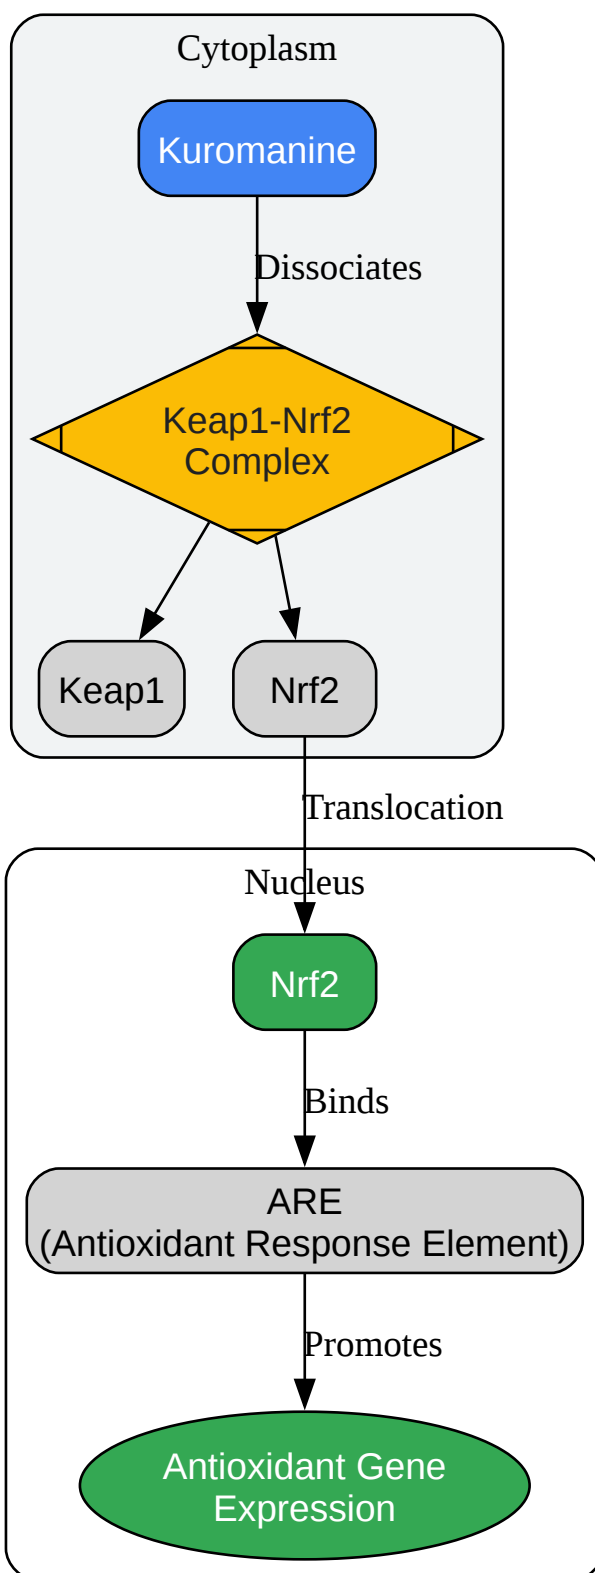 Cytoplasm
Kuromanine
Dissociates
Keap1-Nrf2
Complex
Keap1
Nrf2
Translocation
Nucleus
Nrf2
Binds
ARE
(Antioxidant Response Element)
Promotes
Antioxidant Gene
Expression